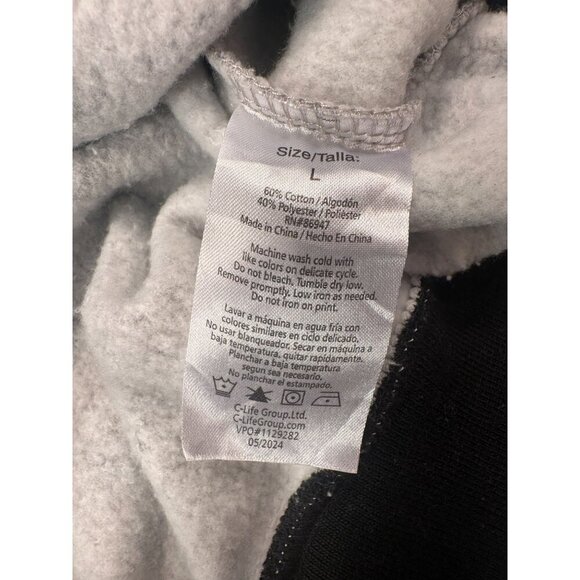 Size/Talla:
L
60% Cotton / Algodón
40% Polyester / Poliéster
RN#86947
Made in China / Hecho En China
Machine wash cold with
like colors on delicate cycle.
Do not bleach. Tumble dry low.
Remove promptly. Low iron as needed.
Do not iron on print.
Lavar a máquina en agua fría con
colores similares en ciclo delicado.
No usar blanqueador. Secar en máquina a
baja temperatura, quitar rapidamente.
Planchar a baja temperatura
segun sea necesario.
No planchar el estampado.
C-Life Group.Ltd.
C-LifeGroup.com
VPO#1129282
05/2024